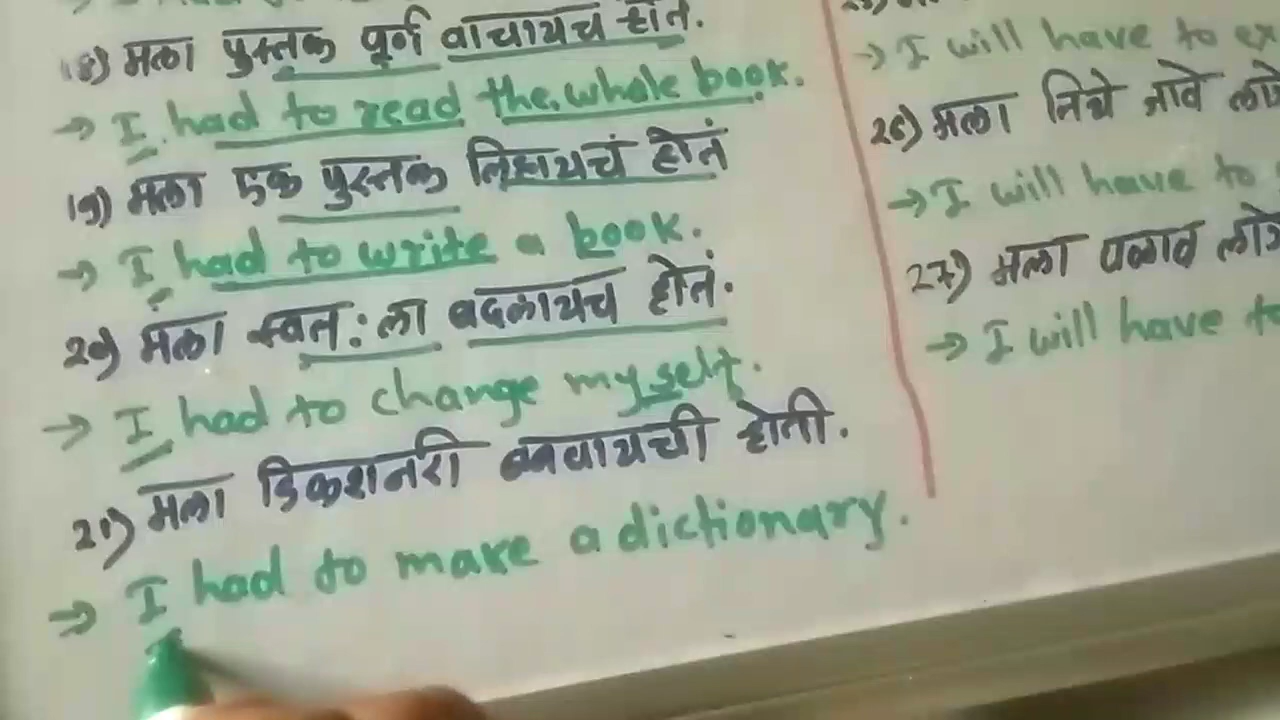 18) मला पुस्तक पूर्ण वाचायचं होतं.
→ I had to read the whole book.
19) मला एक पुस्तक लिहायचं होतं
→ I had to write a book.
20) मला स्वत:ला बदलायचं होतं.
→ I had to change myself.
21) मला डिक्शनरी बनवायची होती.
→ I had to make a dictionary.
→ I will have to ex
26) मला तिथे जावे लागे
→ I will have to
27) मला पळावं लागे
→ I will have to